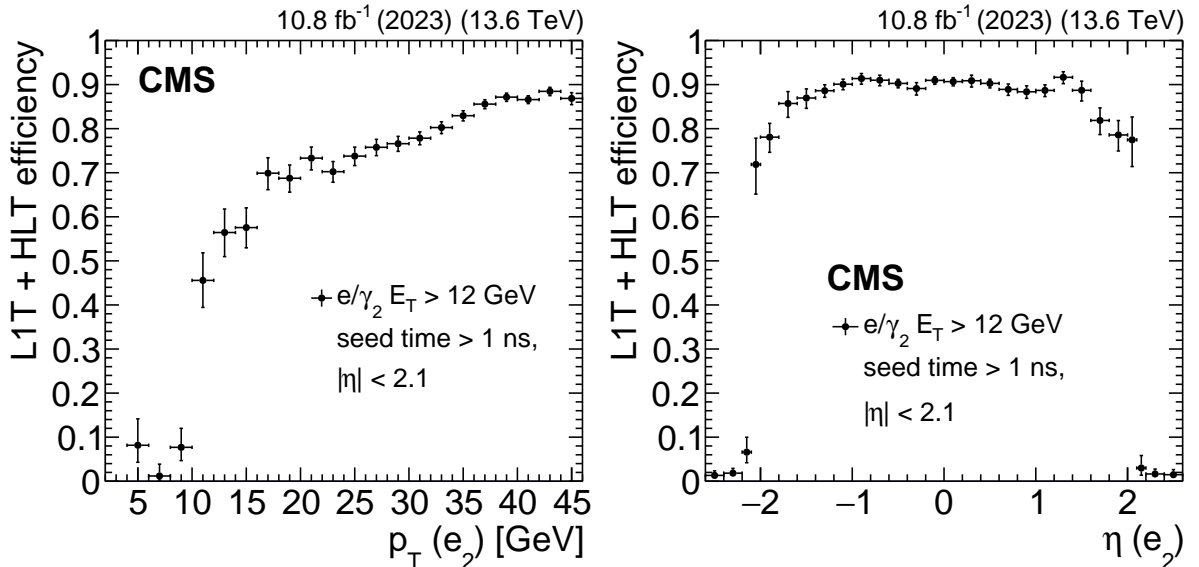 10.8 fb⁻¹ (2023) (13.6 TeV)
L1T + HLT efficiency
1
0.9
0.8
0.7
0.6
0.5
0.4
0.3
0.2
0.1
0
CMS
e/γ₂ E_T > 12 GeV
seed time > 1 ns,
|η| < 2.1
5 10 15 20 25 30 35 40 45
p_T (e₂) [GeV]
10.8 fb⁻¹ (2023) (13.6 TeV)
L1T + HLT efficiency
1
0.9
0.8
0.7
0.6
0.5
0.4
0.3
0.2
0.1
0
CMS
e/γ₂ E_T > 12 GeV
seed time > 1 ns,
|η| < 2.1
−2 −1 0 1 2
η (e₂)